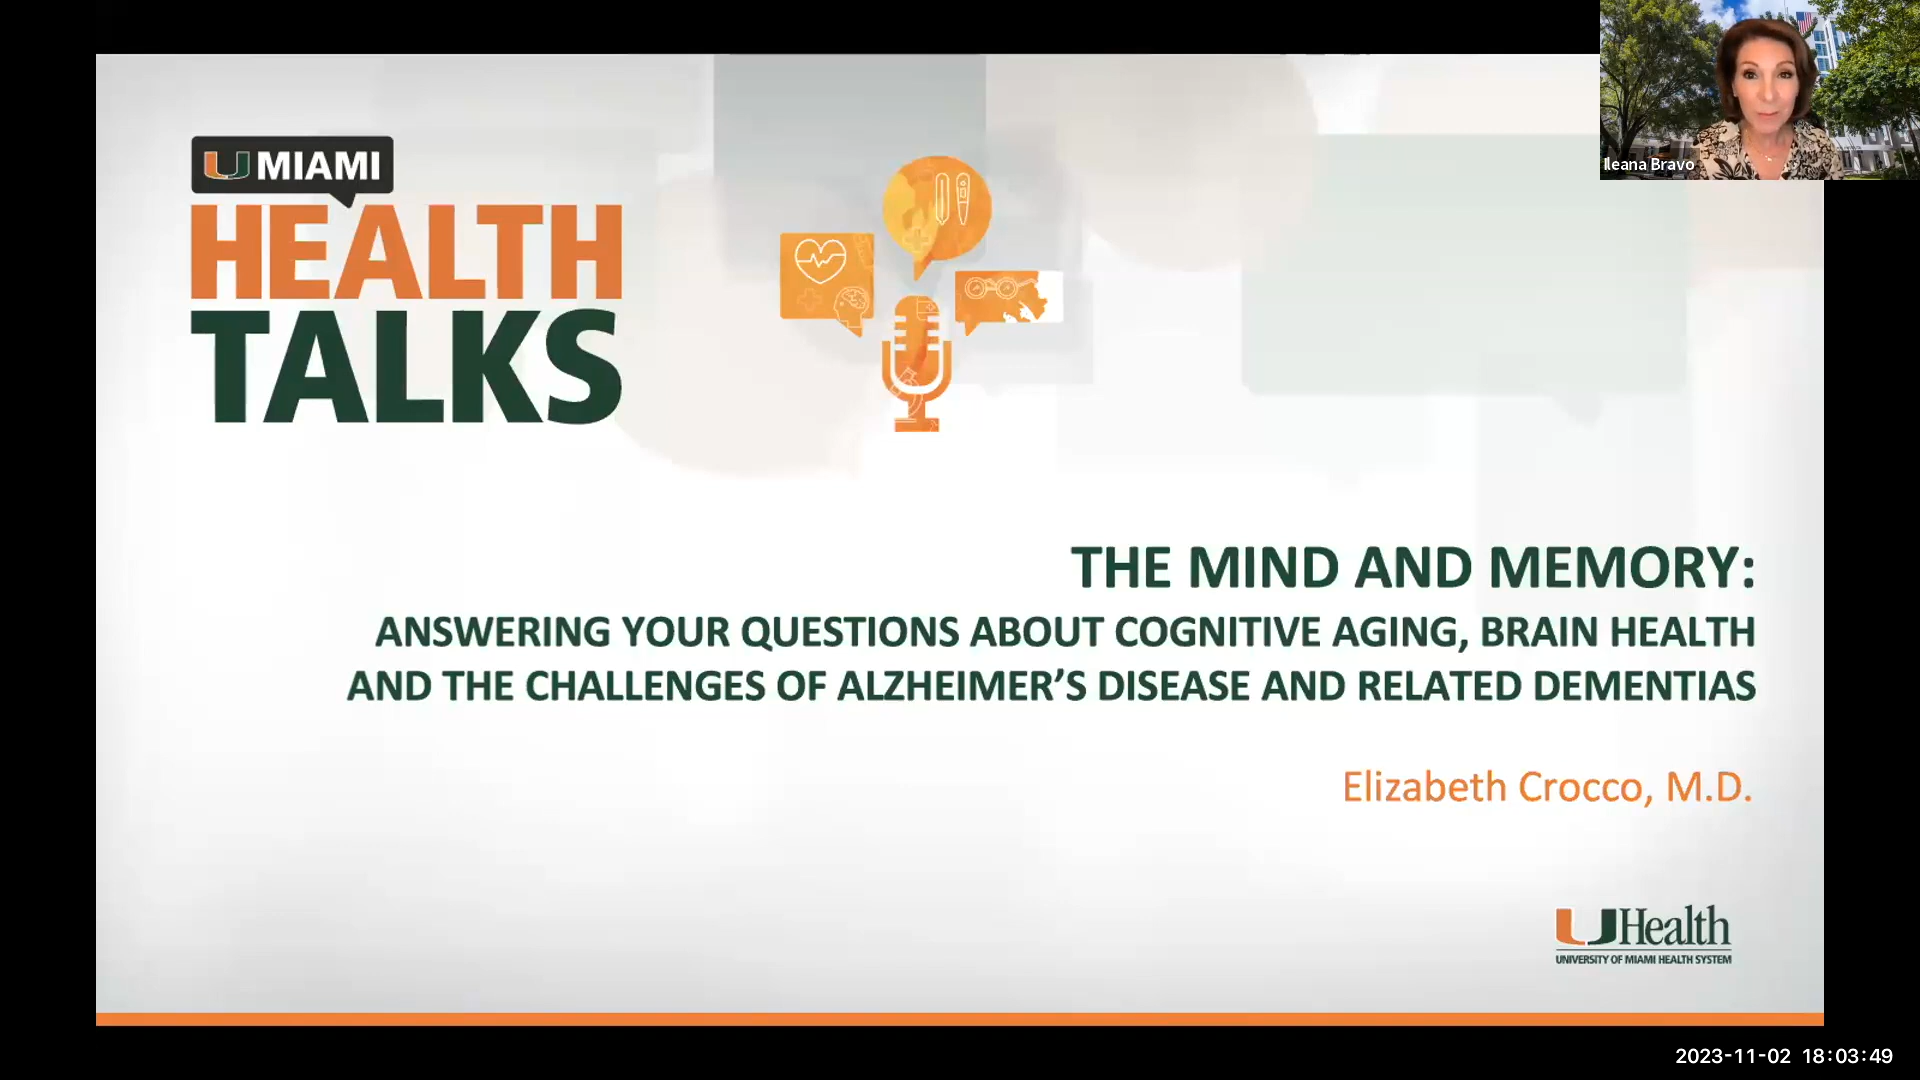 Ileana Bravo
U MIAMI
HEALTH
TALKS
THE MIND AND MEMORY:
ANSWERING YOUR QUESTIONS ABOUT COGNITIVE AGING, BRAIN HEALTH
AND THE CHALLENGES OF ALZHEIMER’S DISEASE AND RELATED DEMENTIAS
Elizabeth Crocco, M.D.
UHealth
UNIVERSITY OF MIAMI HEALTH SYSTEM
2023-11-02 18:03:49